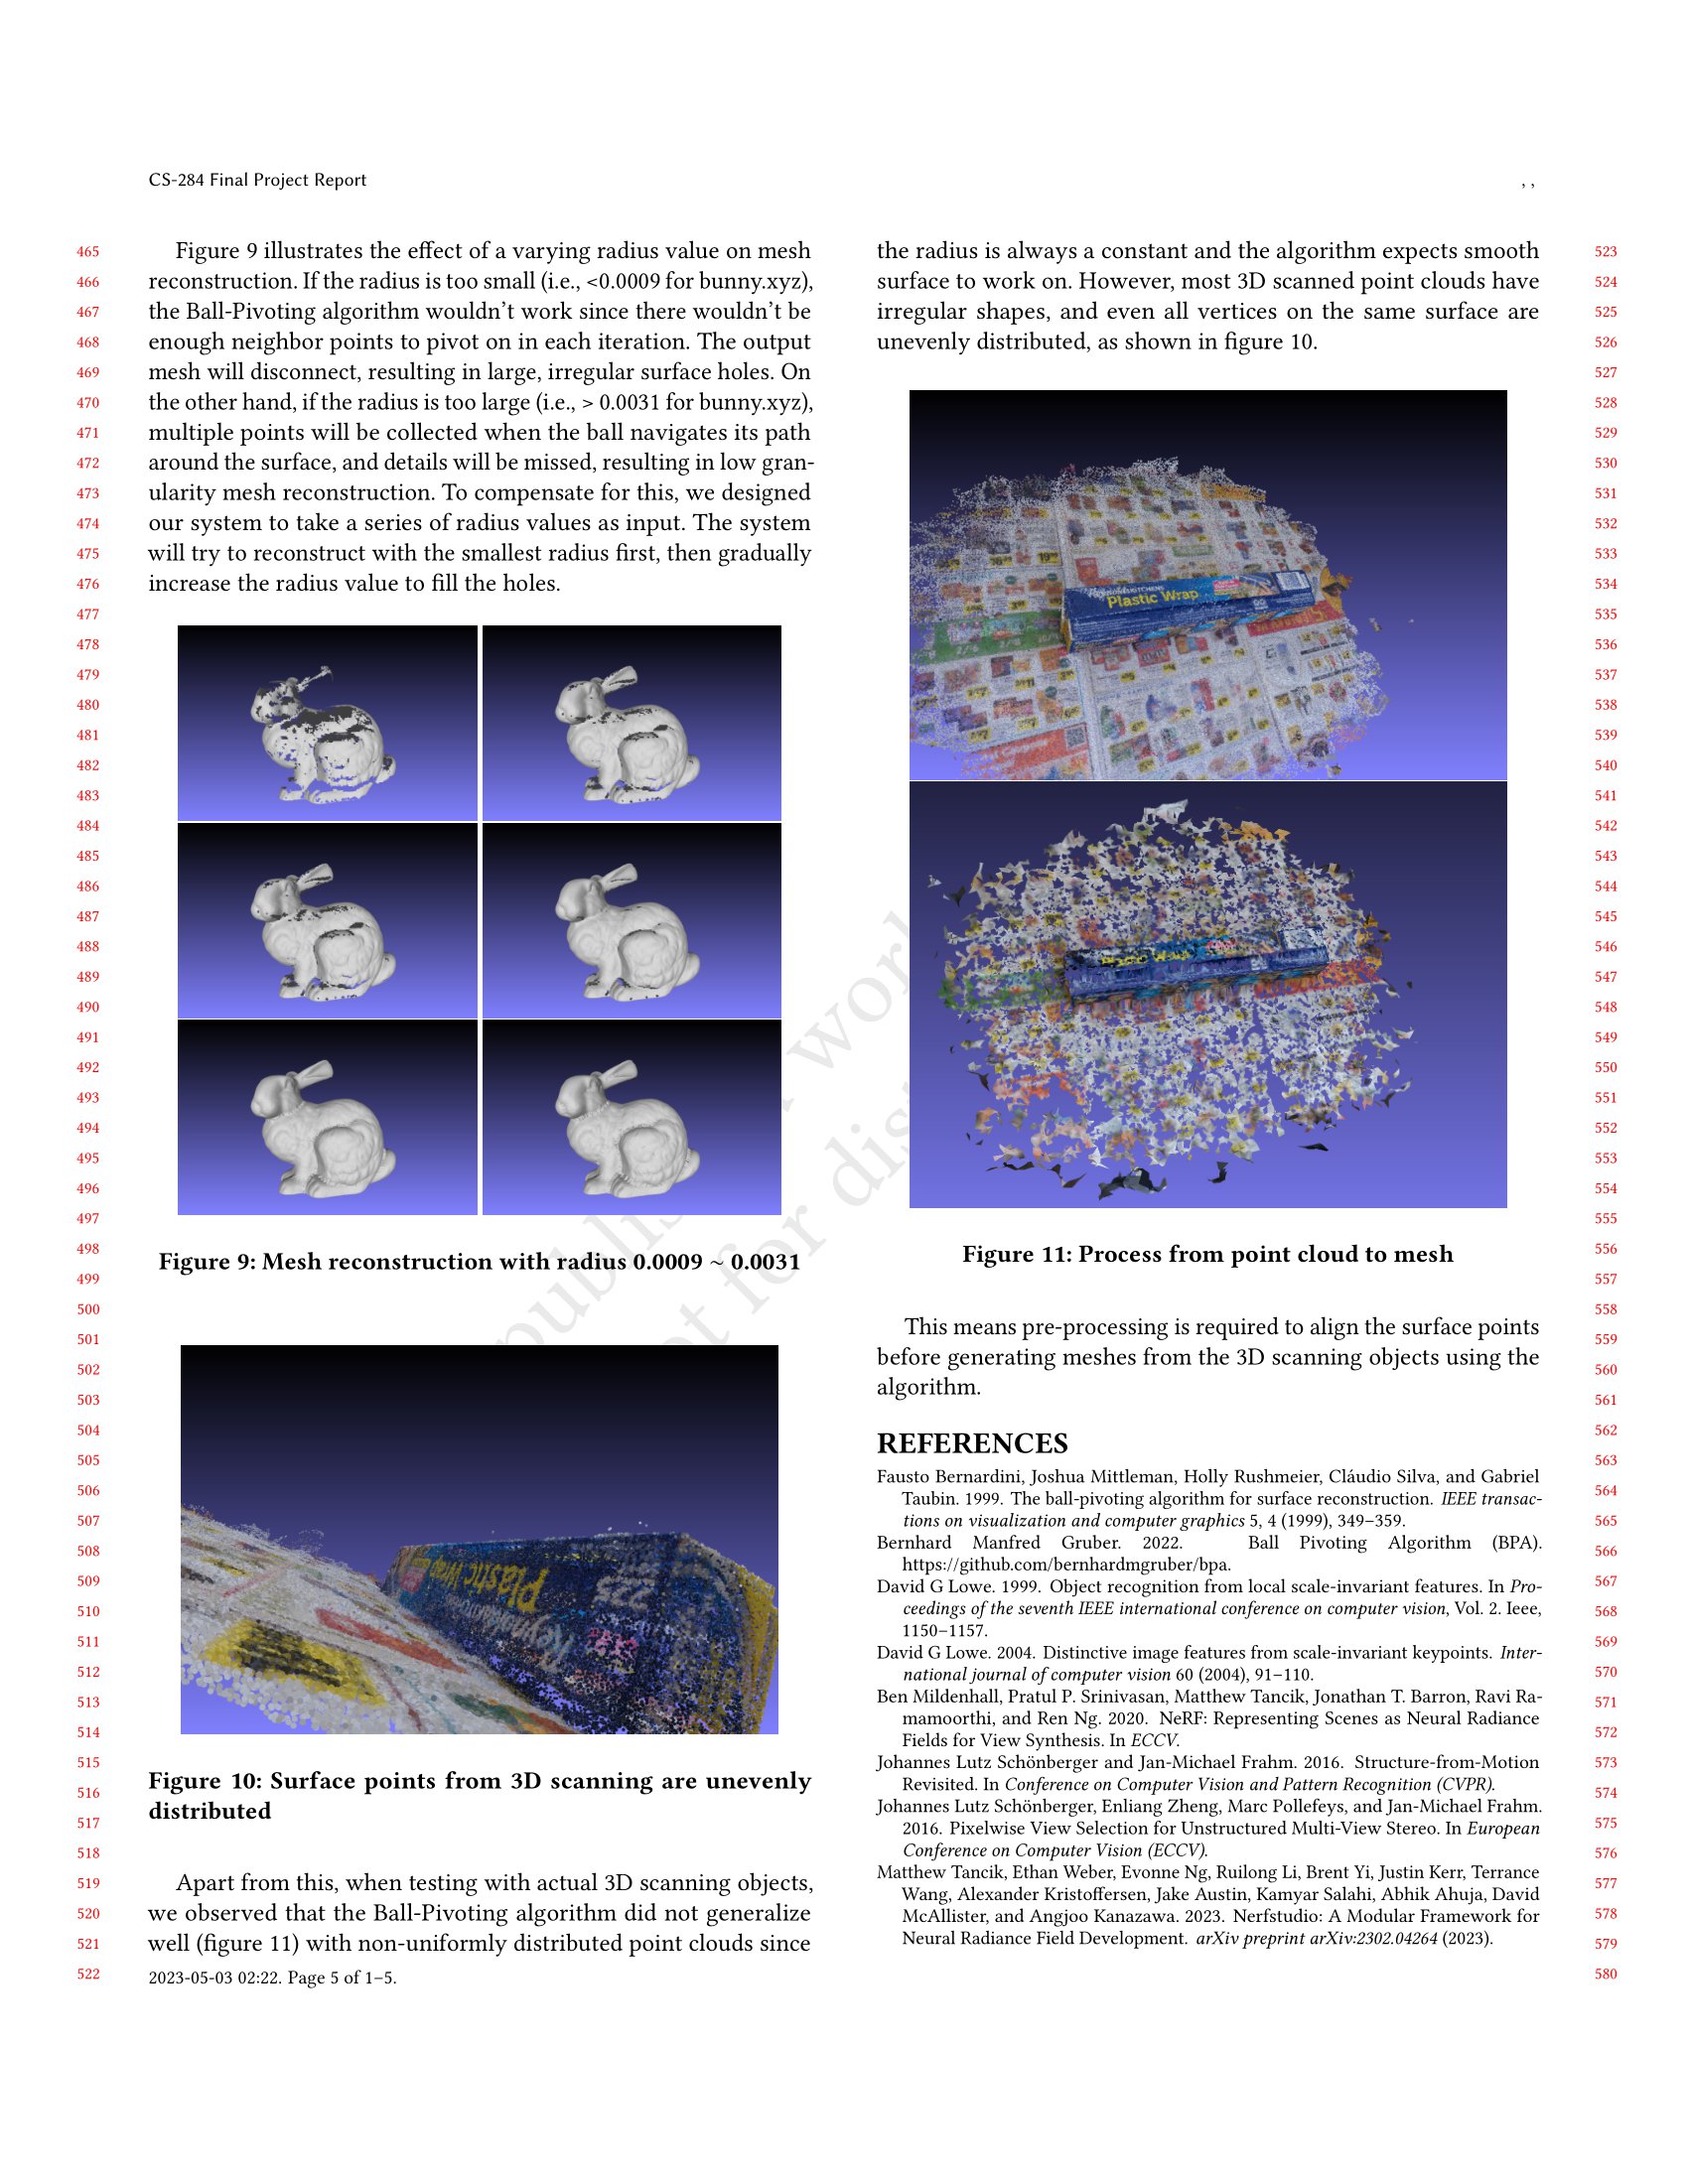 CS-284 Final Project Report
, ,
465 Figure 9 illustrates the effect of a varying radius value on mesh
466 reconstruction. If the radius is too small (i.e., <0.0009 for bunny.xyz),
467 the Ball-Pivoting algorithm wouldn't work since there wouldn't be
468 enough neighbor points to pivot on in each iteration. The output
469 mesh will disconnect, resulting in large, irregular surface holes. On
470 the other hand, if the radius is too large (i.e., > 0.0031 for bunny.xyz),
471 multiple points will be collected when the ball navigates its path
472 around the surface, and details will be missed, resulting in low gran-
473 ularity mesh reconstruction. To compensate for this, we designed
474 our system to take a series of radius values as input. The system
475 will try to reconstruct with the smallest radius first, then gradually
476 increase the radius value to fill the holes.
477
478
479
480
481
482
483
484
485
486
487
488
489
490
491
492
493
494
495
496
497
498 Figure 9: Mesh reconstruction with radius 0.0009 ~ 0.0031
499
500
501
502
503
504
505
506
507
508
509 Plastic Wrap
510
511
512
513
514
515
516 Figure 10: Surface points from 3D scanning are unevenly
517 distributed
518
519 Apart from this, when testing with actual 3D scanning objects,
520 we observed that the Ball-Pivoting algorithm did not generalize
521 well (figure 11) with non-uniformly distributed point clouds since
522 2023-05-03 02:22. Page 5 of 1–5.
the radius is always a constant and the algorithm expects smooth 523
surface to work on. However, most 3D scanned point clouds have 524
irregular shapes, and even all vertices on the same surface are 525
unevenly distributed, as shown in figure 10. 526
527
528
529
530
531
532
533
534
Plastic Wrap 535
536
537
538
539
540
541
542
543
544
545
546
547
548
549
550
551
552
553
554
555
Figure 11: Process from point cloud to mesh 556
557
558
This means pre-processing is required to align the surface points 559
before generating meshes from the 3D scanning objects using the 560
algorithm. 561
562
REFERENCES 563
Fausto Bernardini, Joshua Mittleman, Holly Rushmeier, Cláudio Silva, and Gabriel
Taubin. 1999. The ball-pivoting algorithm for surface reconstruction. IEEE transac- 564
tions on visualization and computer graphics 5, 4 (1999), 349–359. 565
Bernhard Manfred Gruber. 2022. Ball Pivoting Algorithm (BPA). 566
https://github.com/bernhardmgruber/bpa.
David G Lowe. 1999. Object recognition from local scale-invariant features. In Pro- 567
ceedings of the seventh IEEE international conference on computer vision, Vol. 2. Ieee, 568
1150–1157.
David G Lowe. 2004. Distinctive image features from scale-invariant keypoints. Inter- 569
national journal of computer vision 60 (2004), 91–110. 570
Ben Mildenhall, Pratul P. Srinivasan, Matthew Tancik, Jonathan T. Barron, Ravi Ra- 571
mamoorthi, and Ren Ng. 2020. NeRF: Representing Scenes as Neural Radiance 572
Fields for View Synthesis. In ECCV.
Johannes Lutz Schönberger and Jan-Michael Frahm. 2016. Structure-from-Motion 573
Revisited. In Conference on Computer Vision and Pattern Recognition (CVPR). 574
Johannes Lutz Schönberger, Enliang Zheng, Marc Pollefeys, and Jan-Michael Frahm. 575
2016. Pixelwise View Selection for Unstructured Multi-View Stereo. In European
Conference on Computer Vision (ECCV). 576
Matthew Tancik, Ethan Weber, Evonne Ng, Ruilong Li, Brent Yi, Justin Kerr, Terrance 577
Wang, Alexander Kristoffersen, Jake Austin, Kamyar Salahi, Abhik Ahuja, David
McAllister, and Angjoo Kanazawa. 2023. Nerfstudio: A Modular Framework for 578
Neural Radiance Field Development. arXiv preprint arXiv:2302.04264 (2023). 579
580